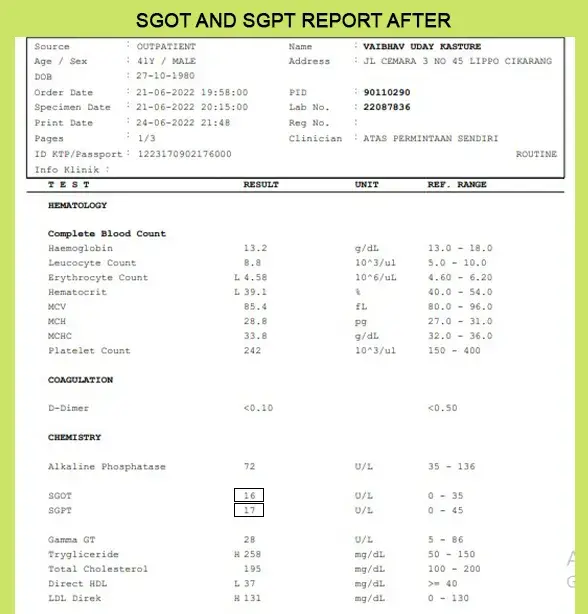 SGOT AND SGPT REPORT AFTER
Source : OUTPATIENT Name : VAIBHAV UDAY KASTURE
Age / Sex : 41Y / MALE Address : JL CEMARA 3 NO 45 LIPPO CIKARANG
DOB : 27-10-1980
Order Date : 21-06-2022 19:58:00 PID : 90110290
Specimen Date : 21-06-2022 20:15:00 Lab No. : 22087836
Print Date : 24-06-2022 21:48 Reg No. :
Pages : 1/3 Clinician : ATAS PERMINTAAN SENDIRI
ID KTP/Passport : 1223170902176000 ROUTINE
Info Klinik :
T E S T RESULT UNIT REF. RANGE
HEMATOLOGY
Complete Blood Count
Haemoglobin 13.2 g/dL 13.0 - 18.0
Leucocyte Count 8.8 10^3/ul 5.0 - 10.0
Erythrocyte Count L 4.58 10^6/uL 4.60 - 6.20
Hematocrit L 39.1 % 40.0 - 54.0
MCV 85.4 fL 80.0 - 96.0
MCH 28.8 pg 27.0 - 31.0
MCHC 33.8 g/dL 32.0 - 36.0
Platelet Count 242 10^3/ul 150 - 400
COAGULATION
D-Dimer <0.10 <0.50
CHEMISTRY
Alkaline Phosphatase 72 U/L 35 - 136
SGOT 16 U/L 0 - 35
SGPT 17 U/L 0 - 45
Gamma GT 28 U/L 5 - 86
Trygliceride H 258 mg/dL 50 - 150
Total Cholesterol 195 mg/dL 100 - 200
Direct HDL L 37 mg/dL >= 40
LDL Direk H 131 mg/dL 0 - 130